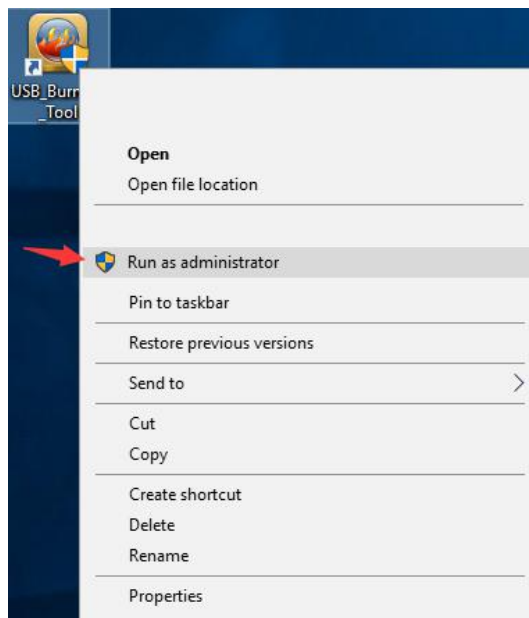 USB_Burn
_Tool
Open
Open file location
Run as administrator
Pin to taskbar
Restore previous versions
Send to
Cut
Copy
Create shortcut
Delete
Rename
Properties